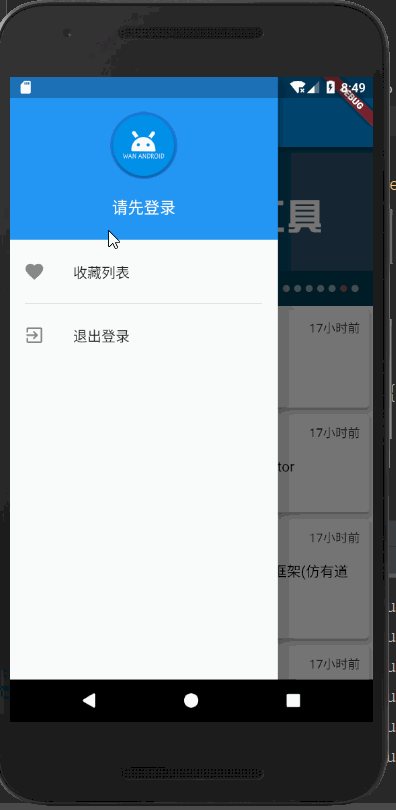 8:49
DEBUG
WAN ANDROID
请先登录
收藏列表
退出登录
工具
17小时前
17小时前
tor
17小时前
框架(仿有道
17小时前